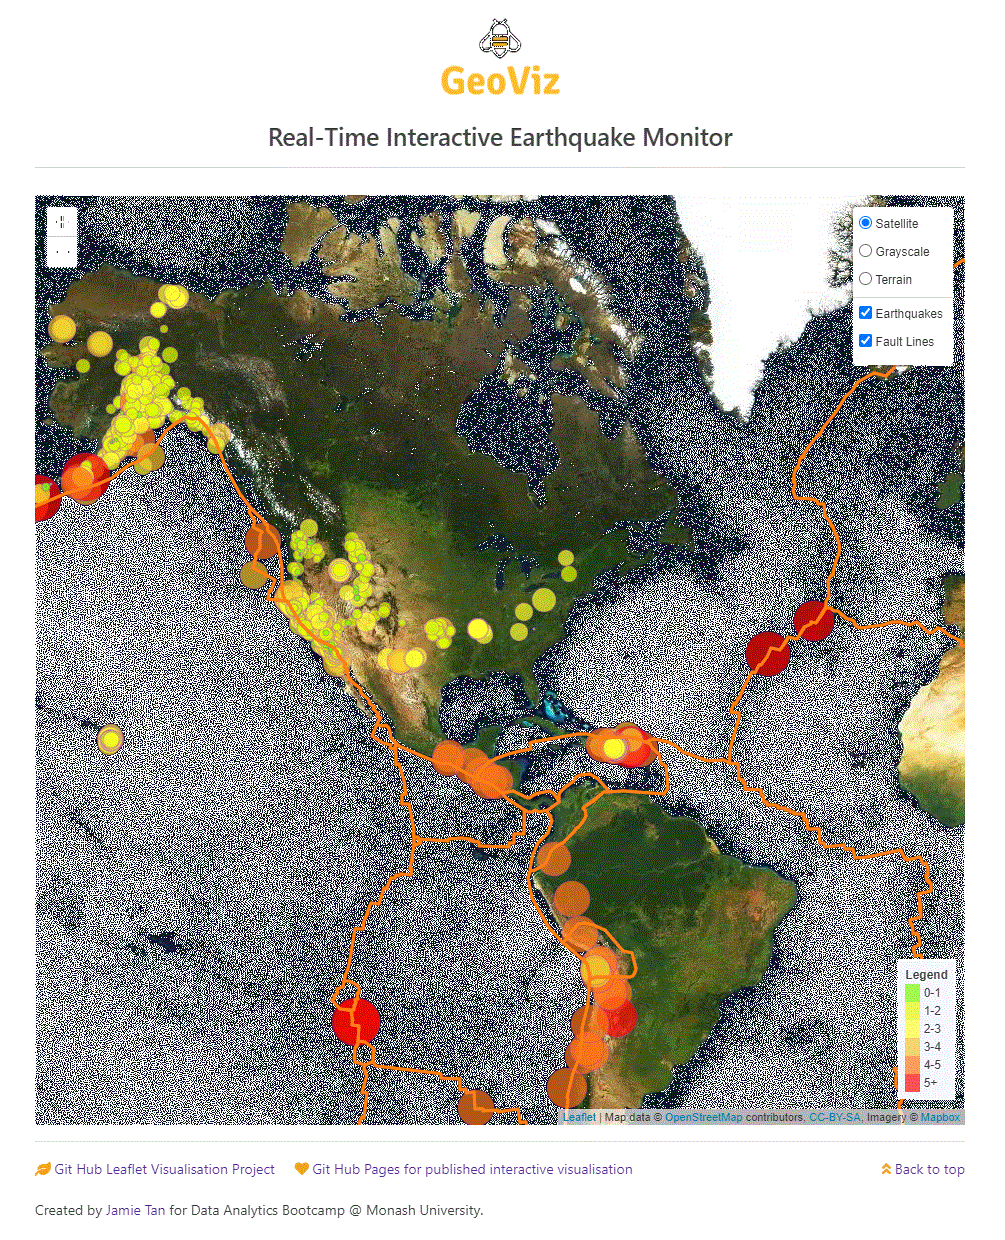 GeoViz
Real-Time Interactive Earthquake Monitor
Satellite
Grayscale
Terrain
Earthquakes
Fault Lines
Legend
0-1
1-2
2-3
3-4
4-5
5+
Leaflet | Map data © OpenStreetMap contributors, CC-BY-SA, Imagery © Mapbox
Git Hub Leaflet Visualisation Project Git Hub Pages for published interactive visualisation Back to top
Created by Jamie Tan for Data Analytics Bootcamp @ Monash University.